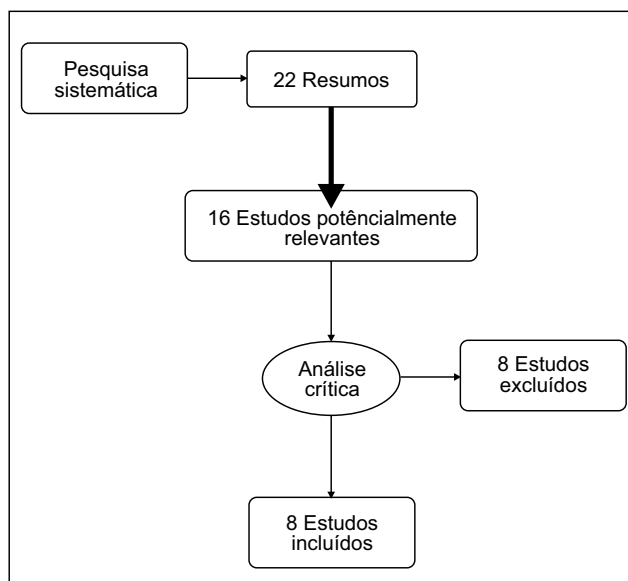 Pesquisa
sistemática
22 Resumos
16 Estudos potêncialmente
relevantes
Análise
crítica
8 Estudos
excluídos
8 Estudos
incluídos